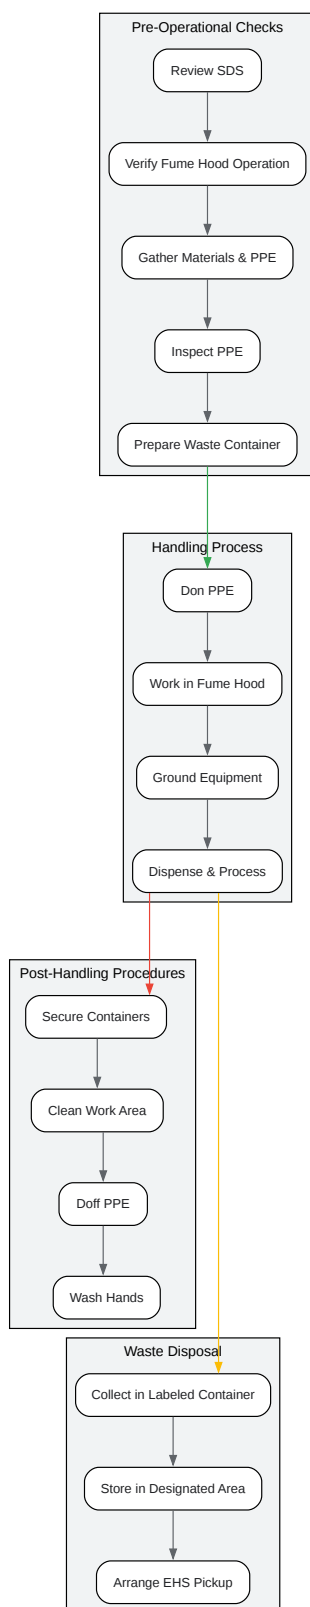 Pre-Operational Checks
Review SDS
Verify Fume Hood Operation
Gather Materials & PPE
Inspect PPE
Prepare Waste Container
Handling Process
Don PPE
Work in Fume Hood
Ground Equipment
Dispense & Process
Post-Handling Procedures
Secure Containers
Clean Work Area
Doff PPE
Wash Hands
Waste Disposal
Collect in Labeled Container
Store in Designated Area
Arrange EHS Pickup